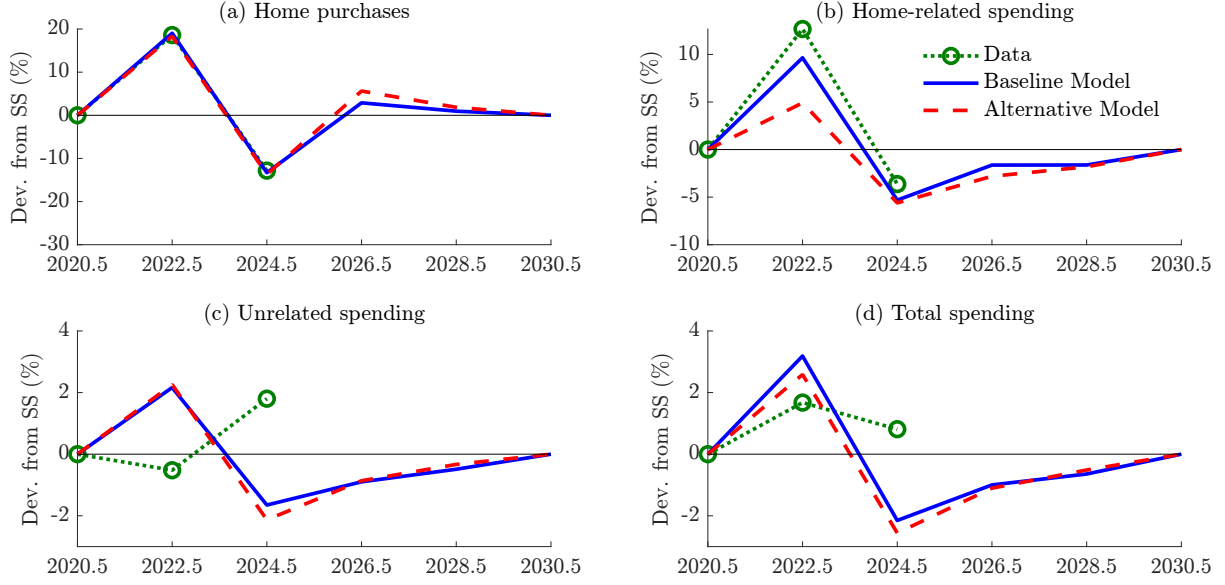 (a) Home purchases
20
10
0
-10
-20
-30
Dev. from SS (%)
2020.5 2022.5 2024.5 2026.5 2028.5 2030.5
(b) Home-related spending
10
5
0
-5
-10
Dev. from SS (%)
Data
Baseline Model
Alternative Model
2020.5 2022.5 2024.5 2026.5 2028.5 2030.5
(c) Unrelated spending
4
2
0
-2
Dev. from SS (%)
2020.5 2022.5 2024.5 2026.5 2028.5 2030.5
(d) Total spending
4
2
0
-2
Dev. from SS (%)
2020.5 2022.5 2024.5 2026.5 2028.5 2030.5